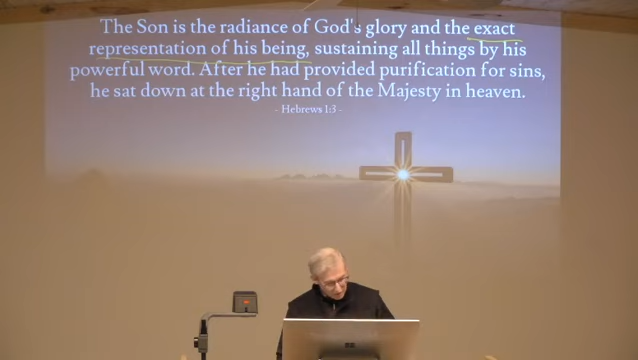 The Son is the radiance of God's glory and the exact
representation of his being, sustaining all things by his
powerful word. After he had provided purification for sins,
he sat down at the right hand of the Majesty in heaven.
- Hebrews 1:3 -